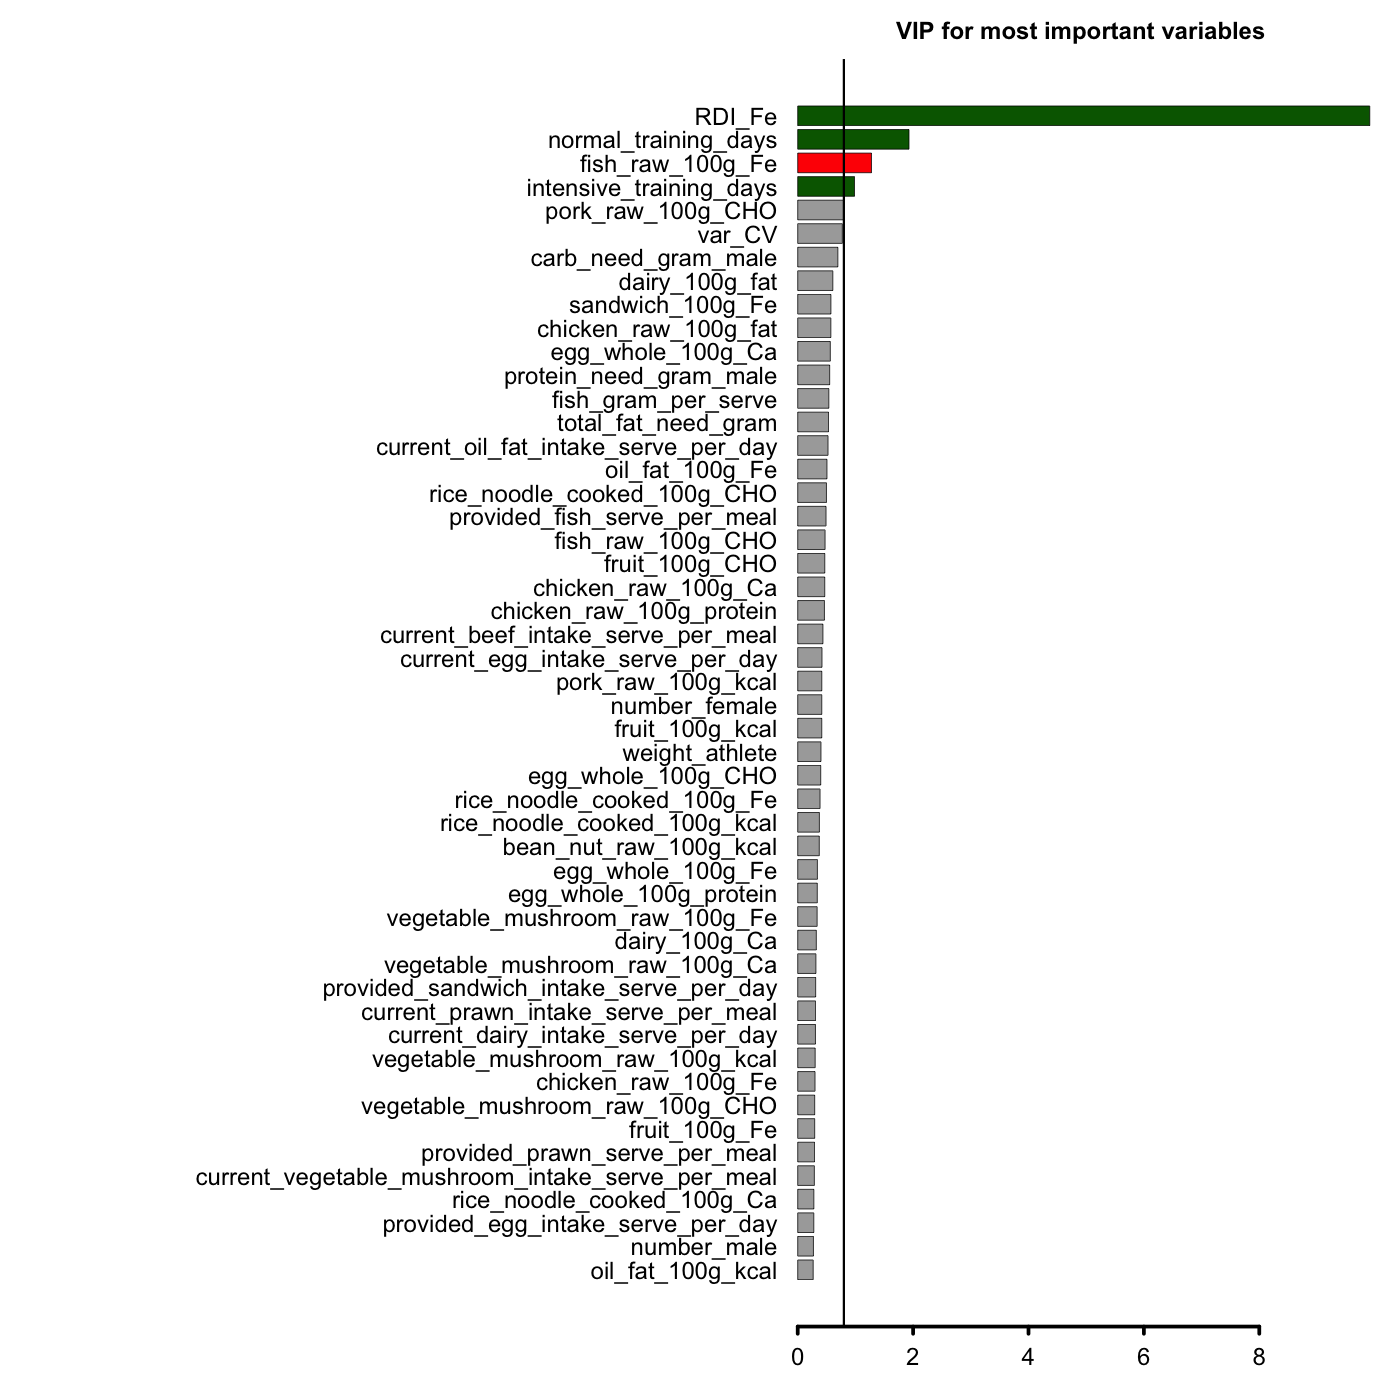 VIP for most important variables
RDI_Fe
normal_training_days
fish_raw_100g_Fe
intensive_training_days
pork_raw_100g_CHO
var_CV
carb_need_gram_male
dairy_100g_fat
sandwich_100g_Fe
chicken_raw_100g_fat
egg_whole_100g_Ca
protein_need_gram_male
fish_gram_per_serve
total_fat_need_gram
current_oil_fat_intake_serve_per_day
oil_fat_100g_Fe
rice_noodle_cooked_100g_CHO
provided_fish_serve_per_meal
fish_raw_100g_CHO
fruit_100g_CHO
chicken_raw_100g_Ca
chicken_raw_100g_protein
current_beef_intake_serve_per_meal
current_egg_intake_serve_per_day
pork_raw_100g_kcal
number_female
fruit_100g_kcal
weight_athlete
egg_whole_100g_CHO
rice_noodle_cooked_100g_Fe
rice_noodle_cooked_100g_kcal
bean_nut_raw_100g_kcal
egg_whole_100g_Fe
egg_whole_100g_protein
vegetable_mushroom_raw_100g_Fe
dairy_100g_Ca
vegetable_mushroom_raw_100g_Ca
provided_sandwich_intake_serve_per_day
current_prawn_intake_serve_per_meal
current_dairy_intake_serve_per_day
vegetable_mushroom_raw_100g_kcal
chicken_raw_100g_Fe
vegetable_mushroom_raw_100g_CHO
fruit_100g_Fe
provided_prawn_serve_per_meal
current_vegetable_mushroom_intake_serve_per_meal
rice_noodle_cooked_100g_Ca
provided_egg_intake_serve_per_day
number_male
oil_fat_100g_kcal
0 2 4 6 8